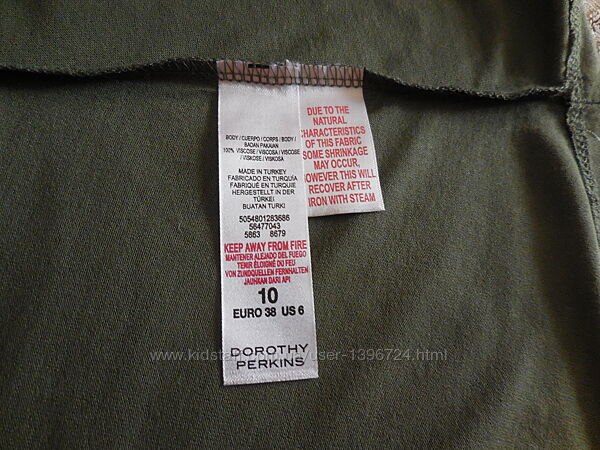 BODY / CUERPO / CORPS / BODY /
BADAN PAKAIAN
100% VISCOSE / VISCOSA / VISCOSE
/ VISKOSE / VISKOSA
MADE IN TURKEY
FABRICADO EN TURQUÍA
FABRIQUÉ EN TURQUIE
HERGESTELLT IN DER
TÜRKEI
BUATAN TURKI
5054801283686
56477043
5863 8679
KEEP AWAY FROM FIRE
MANTENER ALEJADO DEL FUEGO
TENIR ÉLOIGNÉ DU FEU
VON ZUNDQUELLEN FERNHALTEN
JAUHKAN DARI API
10
EURO 38 US 6
DOROTHY
PERKINS
DUE TO THE
NATURAL
CHARACTERISTICS
OF THIS FABRIC
SOME SHRINKAGE
MAY OCCUR,
HOWEVER THIS WILL
RECOVER AFTER
IRON WITH STEAM